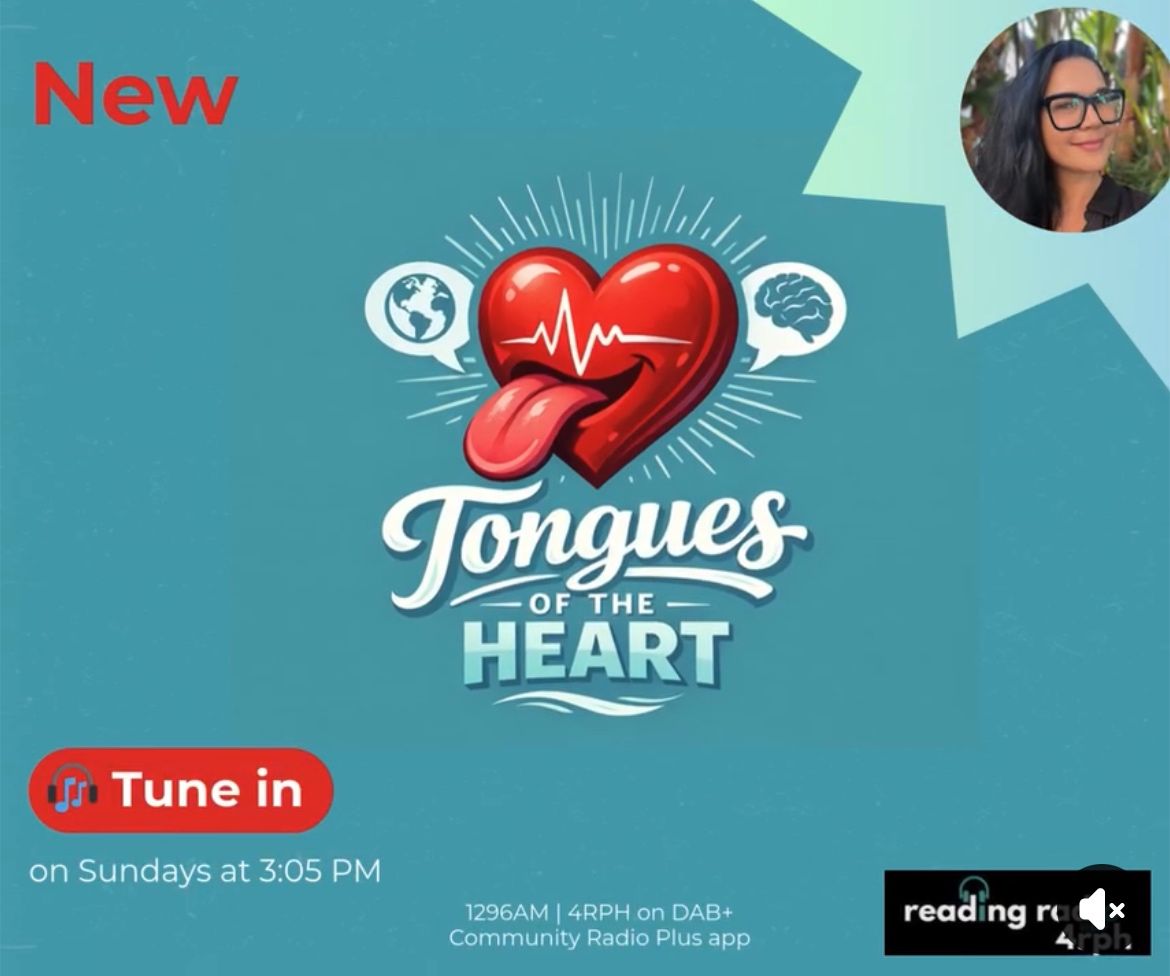 New
Tongues
OF THE
HEART
Tune in
on Sundays at 3:05 PM
1296AM | 4RPH on DAB+
Community Radio Plus app
reading
4rph